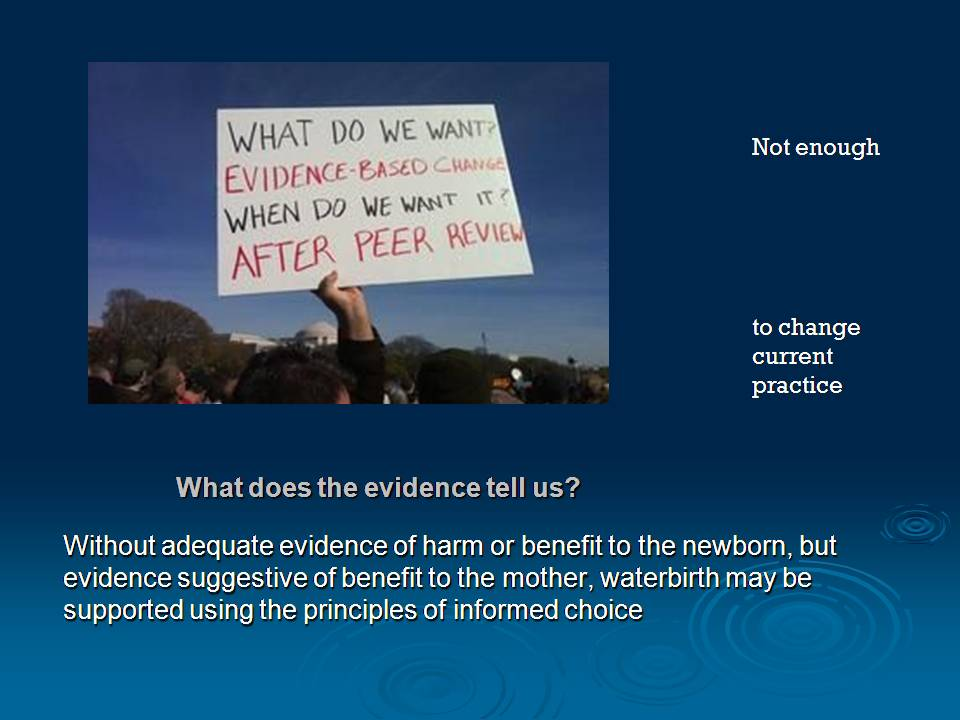 WHAT DO WE WANT?
EVIDENCE-BASED CHANGE
WHEN DO WE WANT IT?
AFTER PEER REVIEW
Not enough
to change
current
practice
What does the evidence tell us?
Without adequate evidence of harm or benefit to the newborn, but
evidence suggestive of benefit to the mother, waterbirth may be
supported using the principles of informed choice